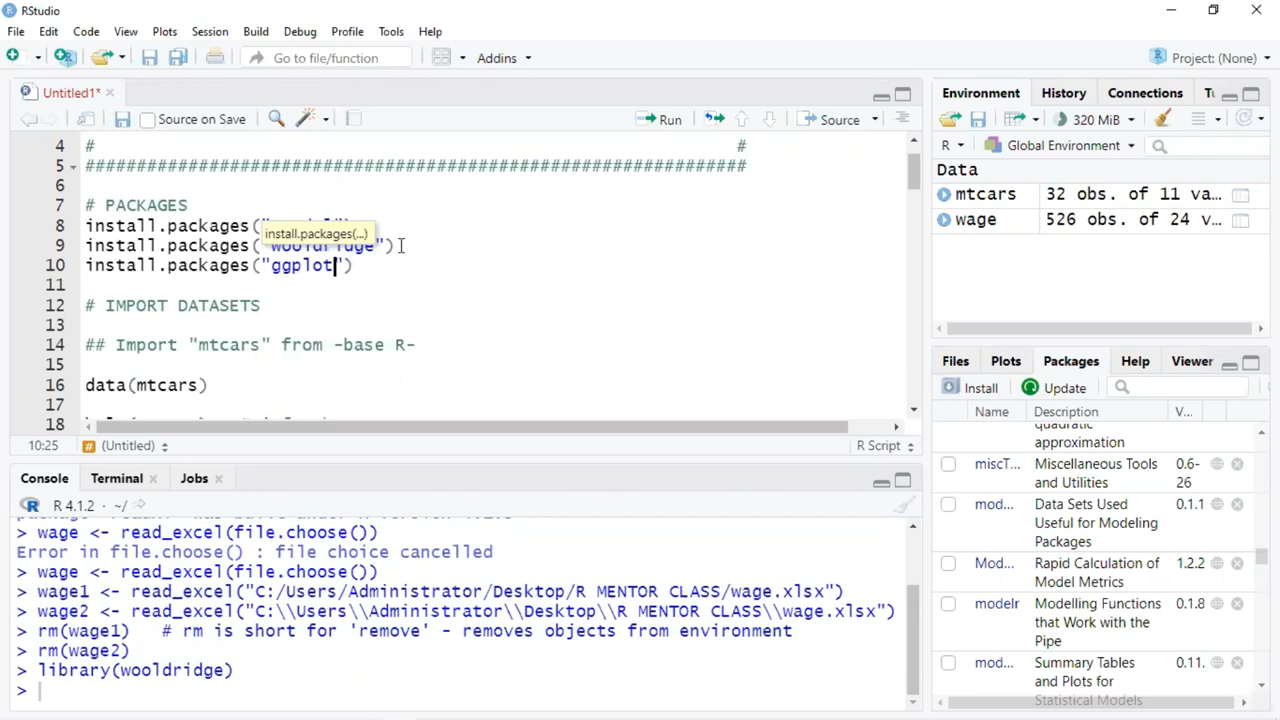 RStudio
File Edit Code View Plots Session Build Debug Profile Tools Help
Go to file/function Addins Project: (None)
Untitled1*
Source on Save Run Source
4 # #
5 ################################################################
6
7 # PACKAGES
8 install.packages(
install.packages(...)
9 install.packages("wooldridge")
10 install.packages("ggplot")
11
12 # IMPORT DATASETS
13
14 ## Import "mtcars" from -base R-
15
16 data(mtcars)
17
18
10:25 (Untitled) R Script
Console Terminal Jobs
R 4.1.2 · ~/
> wage <- read_excel(file.choose())
Error in file.choose() : file choice cancelled
> wage <- read_excel(file.choose())
> wage1 <- read_excel("C:/Users/Administrator/Desktop/R MENTOR CLASS/wage.xlsx")
> wage2 <- read_excel("C:\\Users\\Administrator\\Desktop\\R MENTOR CLASS\\wage.xlsx")
> rm(wage1) # rm is short for 'remove' - removes objects from environment
> rm(wage2)
> library(wooldridge)
>
Environment History Connections Tu
320 MiB
R Global Environment
Data
mtcars 32 obs. of 11 va...
wage 526 obs. of 24 v...
Files Plots Packages Help Viewer
Install Update
Name Description V...
quadratic
approximation
miscT... Miscellaneous Tools 0.6-
and Utilities 26
mod... Data Sets Used 0.1.1
Useful for Modeling
Packages
Mod... Rapid Calculation of 1.2.2
Model Metrics
modelr Modelling Functions 0.1.8
that Work with the
Pipe
mod... Summary Tables 0.11.
and Plots for
Statistical Models